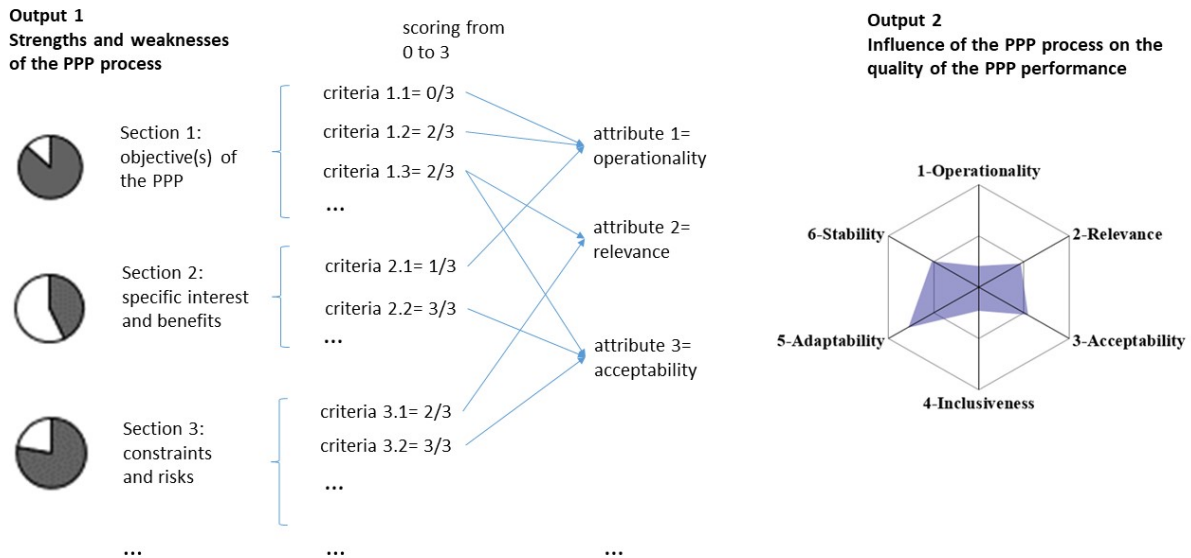 Output 1
Strengths and weaknesses
of the PPP process
scoring from
0 to 3
Section 1:
objective(s) of
the PPP
criteria 1.1= 0/3
criteria 1.2= 2/3
criteria 1.3= 2/3
...
Section 2:
specific interest
and benefits
criteria 2.1= 1/3
criteria 2.2= 3/3
...
Section 3:
constraints
and risks
criteria 3.1= 2/3
criteria 3.2= 3/3
...
...
...
attribute 1=
operationality
attribute 2=
relevance
attribute 3=
acceptability
...
Output 2
Influence of the PPP process on the
quality of the PPP performance
1-Operationality
2-Relevance
3-Acceptability
4-Inclusiveness
5-Adaptability
6-Stability